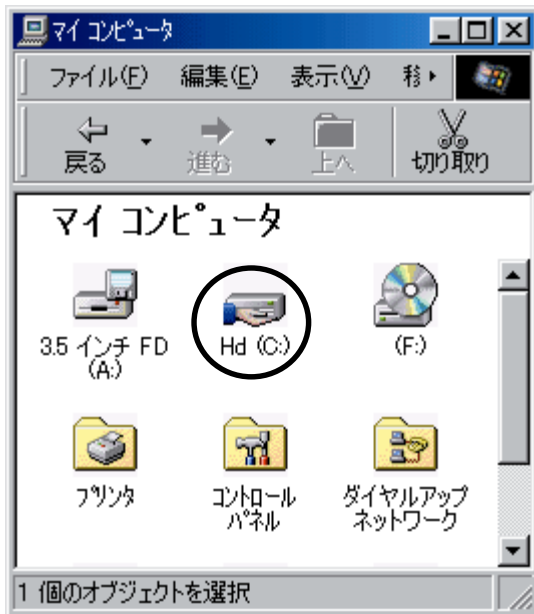 マイ コンピュータ
ファイル(F) 編集(E) 表示(V) 移
戻る 進む 上へ 切り取り
マイ コンピュータ
3.5 インチ FD
(A:)
Hd (C:)
(F:)
プリンタ
コントロール
パネル
ダイヤルアップ
ネットワーク
1 個のオブジェクトを選択